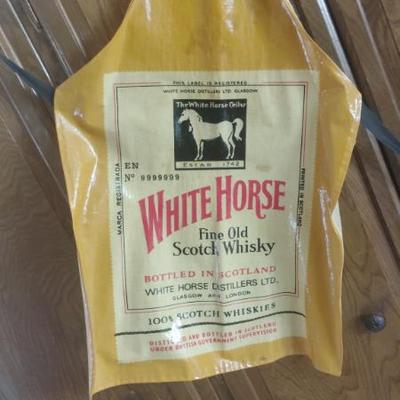 THIS LABEL IS REGISTERED
WHITE HORSE DISTILLERS LTD. GLASGOW
The White Horse Cellar
ESTAB 1742
EN
Nº 9999999
MARCA REGISTRADA
PRINTED IN SCOTLAND
WHITE HORSE
Fine Old
Scotch Whisky
BOTTLED IN SCOTLAND
WHITE HORSE DISTILLERS LTD.
GLASGOW AND LONDON
100% SCOTCH WHISKIES
DISTILLED AND BOTTLED IN SCOTLAND
UNDER BRITISH GOVERNMENT SUPERVISION